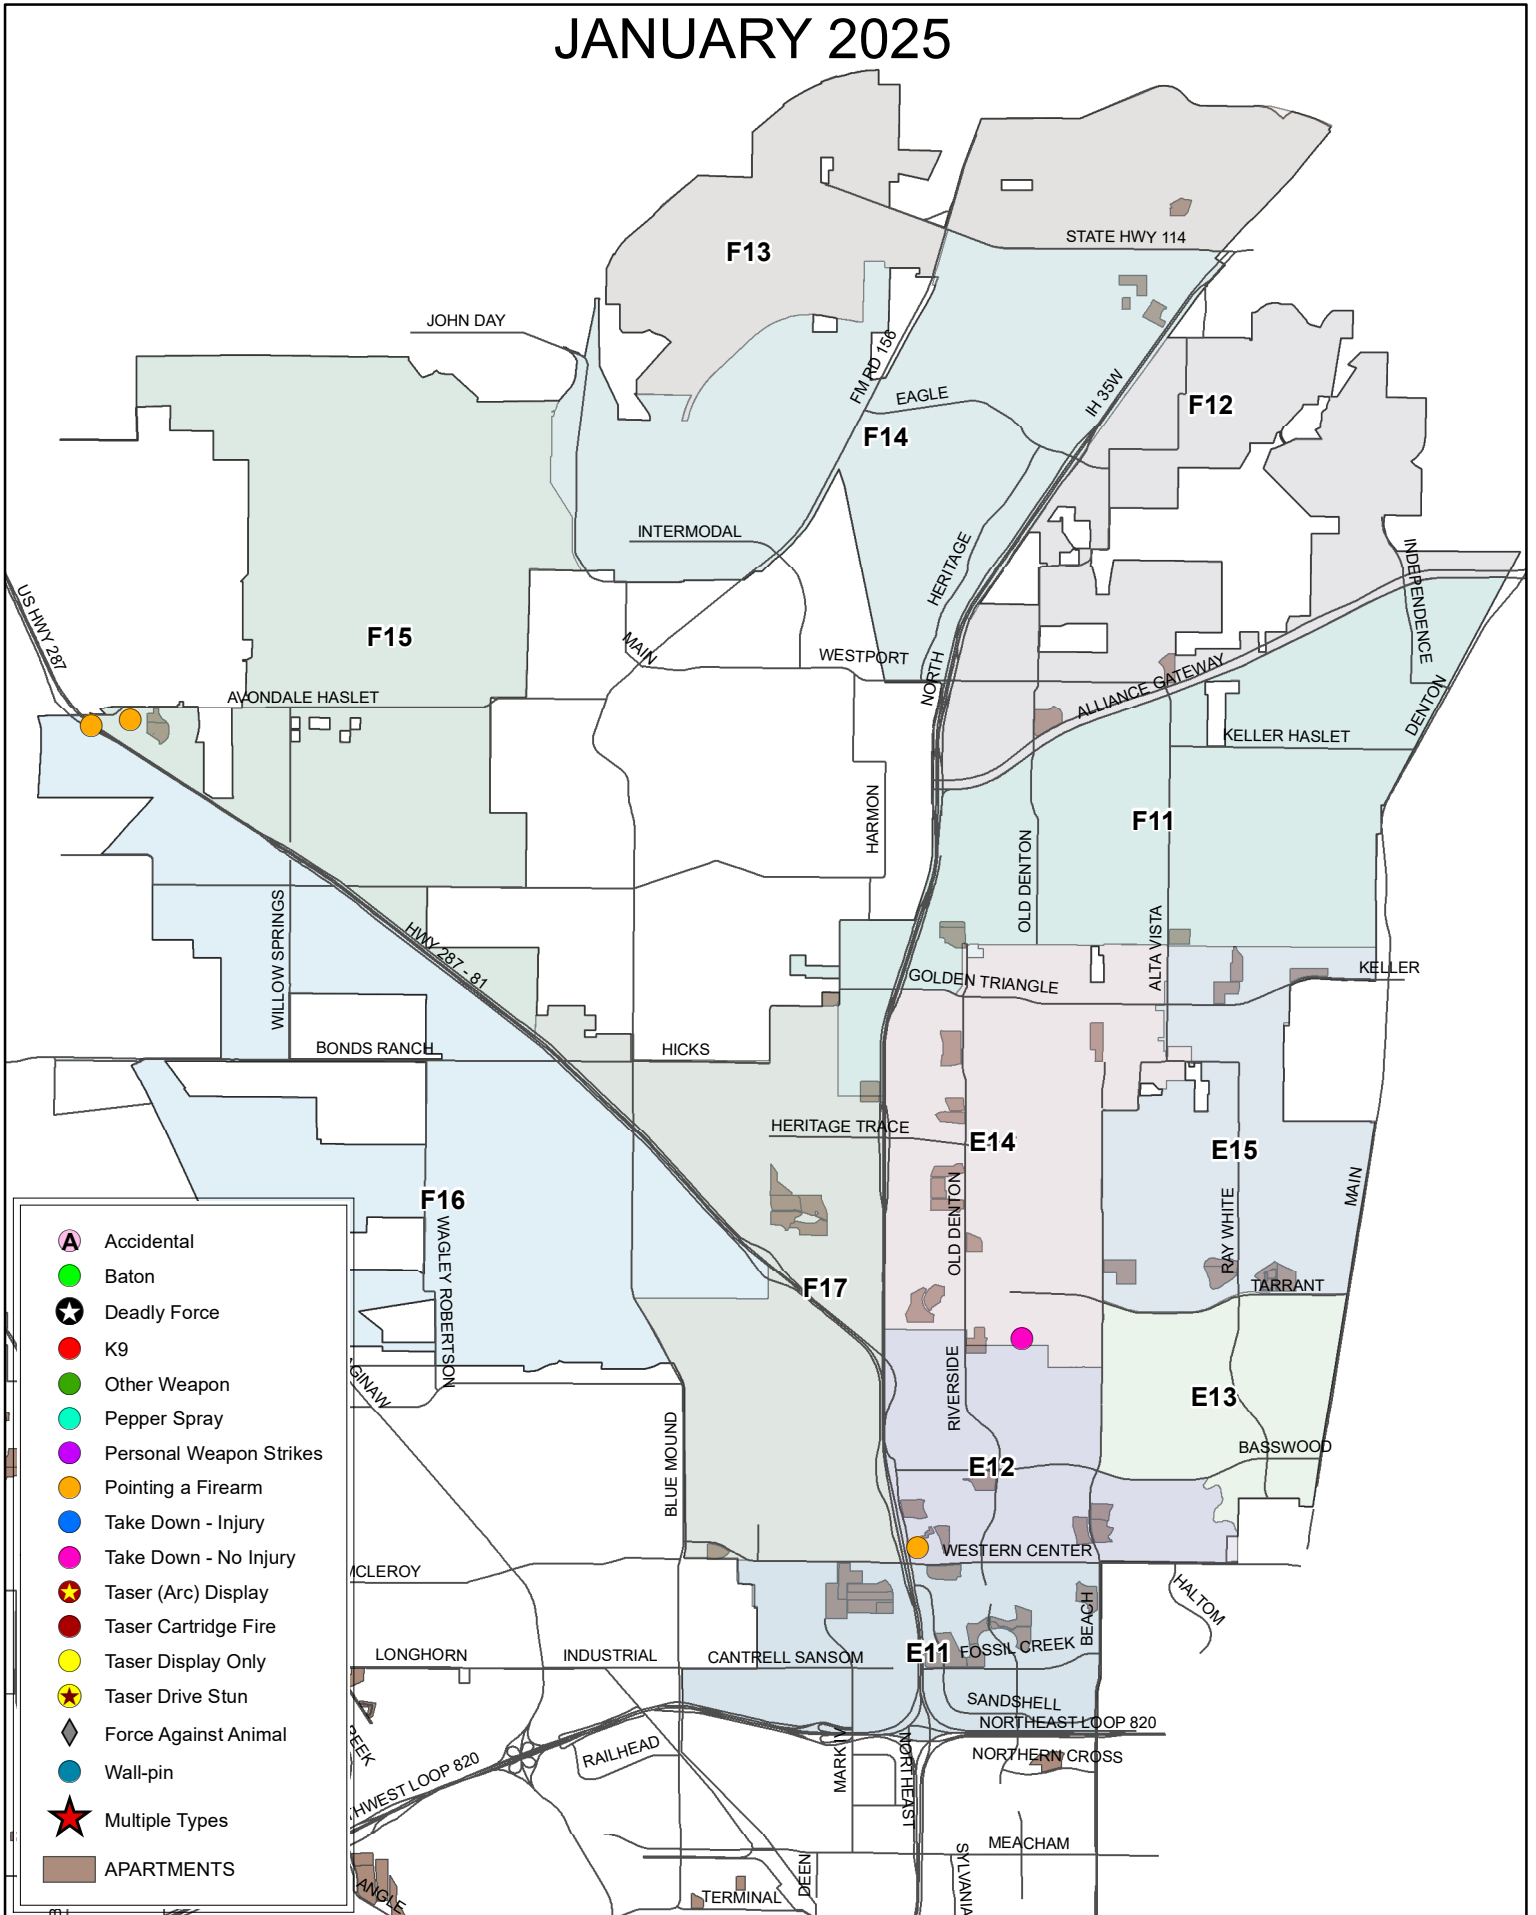 JANUARY 2025
F13
STATE HWY 114
JOHN DAY
FM RD 156
EAGLE
IH 35W
F12
F14
INTERMODAL
HERITAGE
INDEPENDENCE
US HWY 287
F15
MAIN
WESTPORT
NORTH
ALLIANCE GATEWAY
AVONDALE HASLET
DENTON
KELLER HASLET
HARMON
F11
OLD DENTON
WILLOW SPRINGS
HWY 287 - 81
ALTA VISTA
KELLER
GOLDEN TRIANGLE
BONDS RANCH
HICKS
HERITAGE TRACE
E14
E15
F16
OLD DENTON
RAY WHITE
MAIN
WAGLEY ROBERTSON
F17
TARRANT
RIVERSIDE
E13
GINAW
BLUE MOUND
BASSWOOD
E12
WESTERN CENTER
MCLEROY
HALTOM
BEACH
LONGHORN
INDUSTRIAL
CANTRELL SANSOM
E11
FOSSIL CREEK
SANDSHELL
NORTHEAST LOOP 820
REEK
RAILHEAD
MARK IV
NORTHEAST
NORTHERN CROSS
THWEST LOOP 820
MEACHAM
DEEN
SYLVANIA
ANGLE
TERMINAL
A Accidental
Baton
Deadly Force
K9
Other Weapon
Pepper Spray
Personal Weapon Strikes
Pointing a Firearm
Take Down - Injury
Take Down - No Injury
Taser (Arc) Display
Taser Cartridge Fire
Taser Display Only
Taser Drive Stun
Force Against Animal
Wall-pin
Multiple Types
APARTMENTS